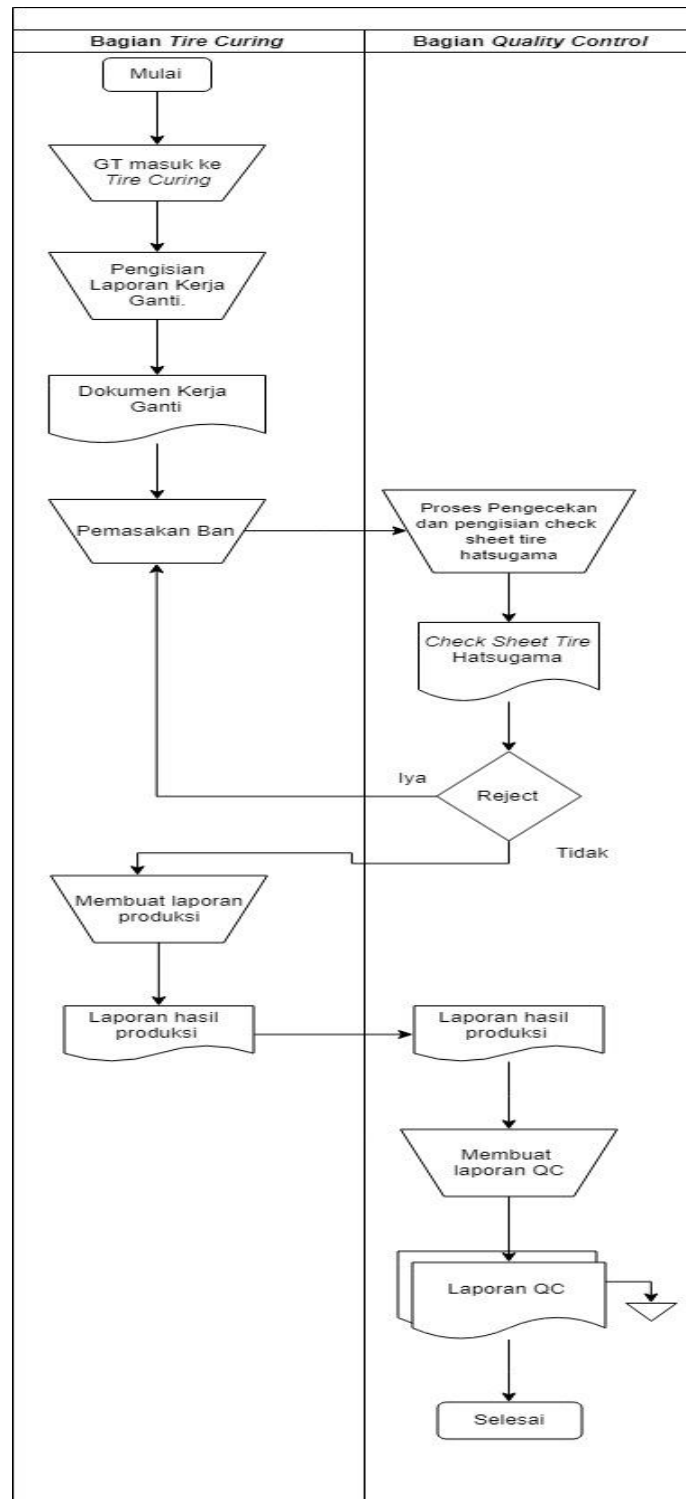 Bagian Tire Curing
Bagian Quality Control
Mulai
GT masuk ke
Tire Curing
Pengisian
Laporan Kerja
Ganti.
Dokumen Kerja
Ganti
Pemasakan Ban
Proses Pengecekan
dan pengisian check
sheet tire
hatsugama
Check Sheet Tire
Hatsugama
Iya
Reject
Tidak
Membuat laporan
produksi
Laporan hasil
produksi
Laporan hasil
produksi
Membuat
laporan QC
Laporan QC
Selesai